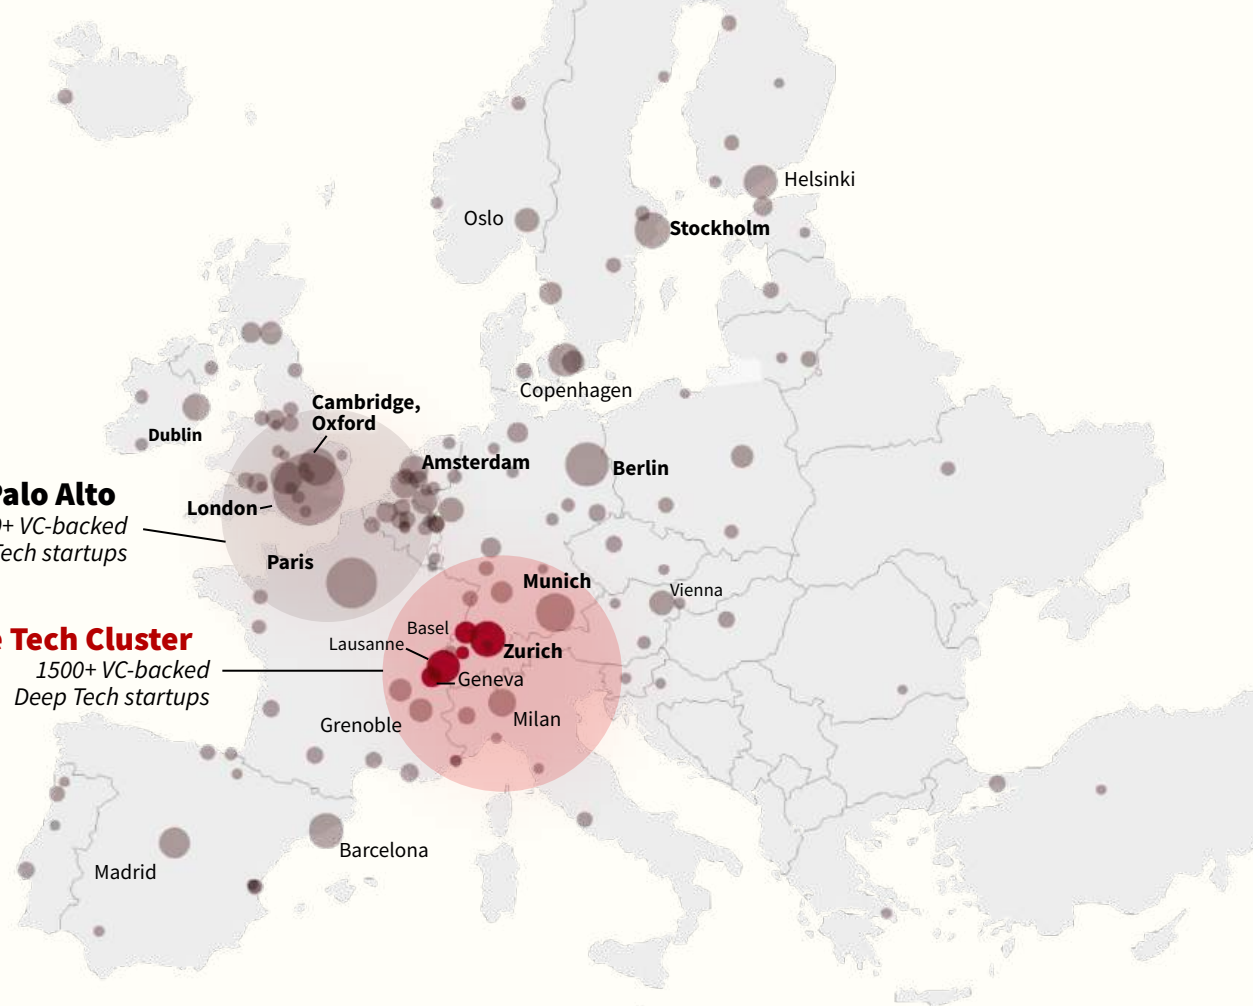 Helsinki
Oslo
Stockholm
Copenhagen
Cambridge,
Oxford
Dublin
Amsterdam
Berlin
Palo Alto
London
0+ VC-backed
Tech startups
Paris
Munich
Vienna
Basel
e Tech Cluster
Lausanne
Zurich
1500+ VC-backed
Geneva
Deep Tech startups
Grenoble
Milan
Barcelona
Madrid